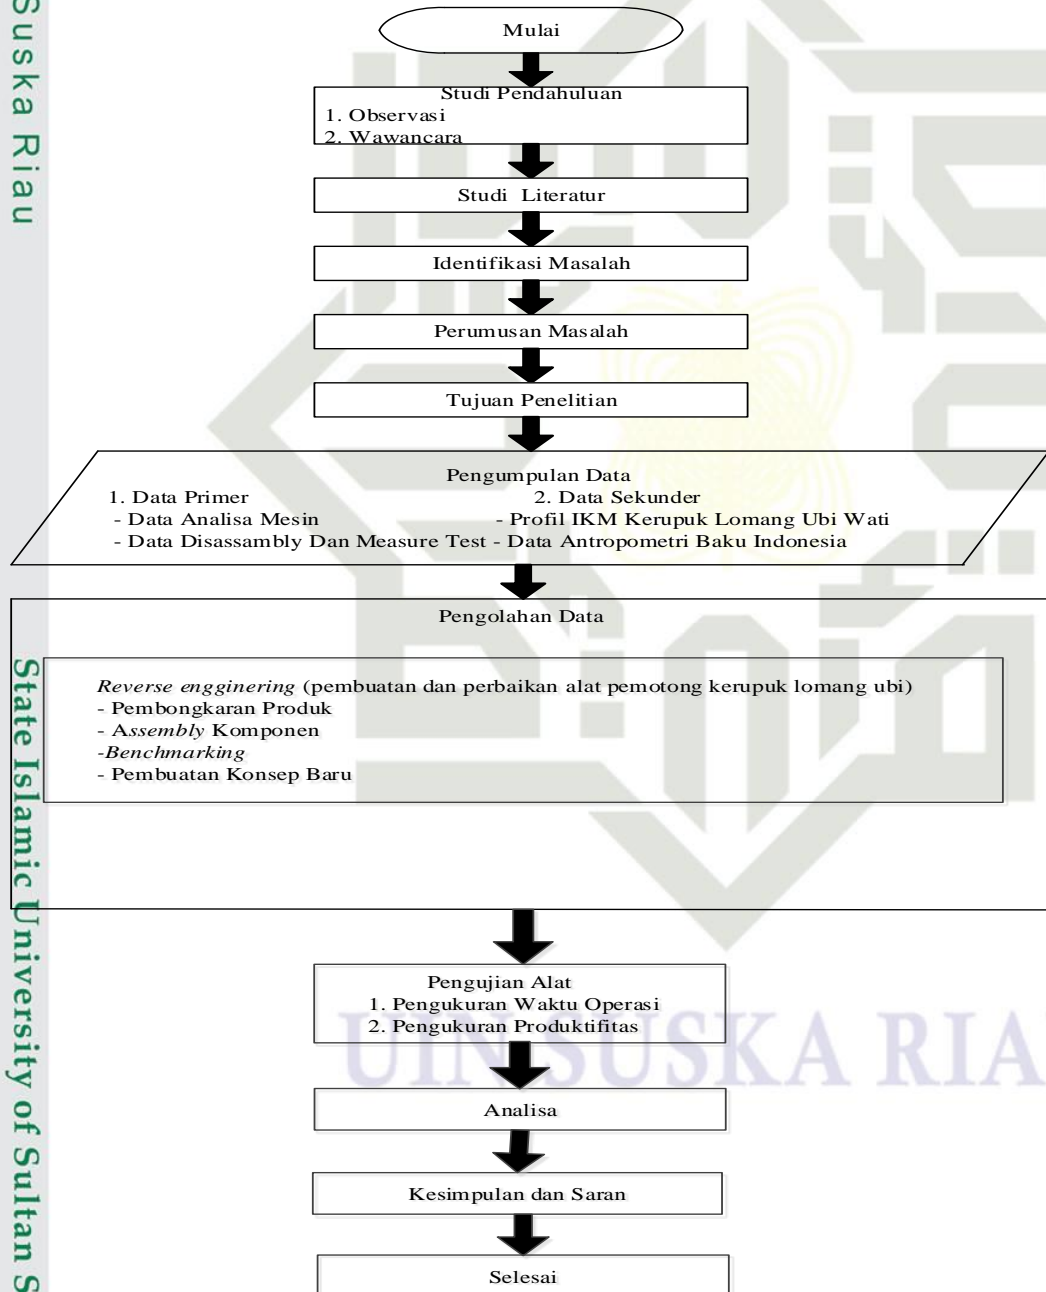 Suska Riau
State Islamic University of Sultan S
Mulai
Studi Pendahuluan
1. Observasi
2. Wawancara
Studi Literatur
Identifikasi Masalah
Perumusan Masalah
Tujuan Penelitian
Pengumpulan Data
1. Data Primer
- Data Analisa Mesin
- Data Disassambly Dan Measure Test
2. Data Sekunder
- Profil IKM Kerupuk Lomang Ubi Wati
- Data Antropometri Baku Indonesia
Pengolahan Data
Reverse engginering (pembuatan dan perbaikan alat pemotong kerupuk lomang ubi)
- Pembongkaran Produk
- Assembly Komponen
-Benchmarking
- Pembuatan Konsep Baru
Pengujian Alat
1. Pengukuran Waktu Operasi
2. Pengukuran Produktifitas
UIN SUSKA RIA
Analisa
Kesimpulan dan Saran
Selesai